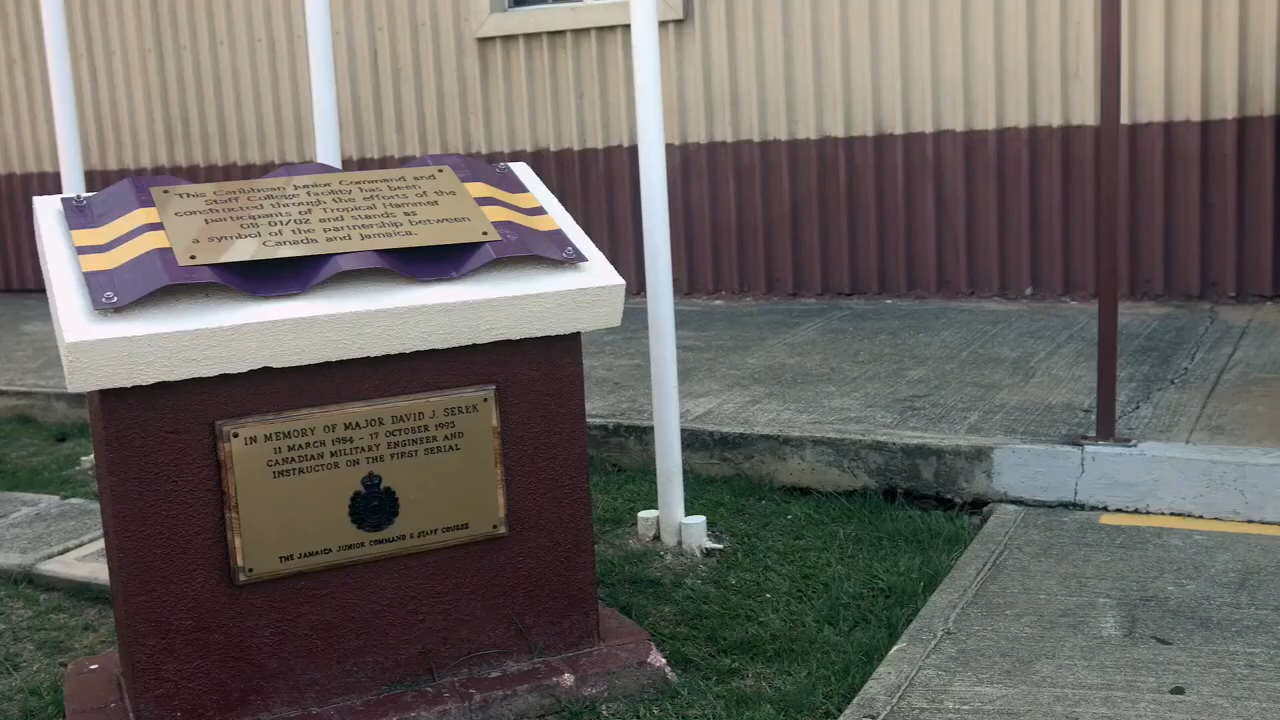 This Caribbean Junior Command and
Staff College facility has been
constructed through the efforts of the
participants of Tropical Hammer
08-01/02 and stands as
a symbol of the partnership between
Canada and Jamaica.
IN MEMORY OF MAJOR DAVID J. SEREK
11 MARCH 1954 - 17 OCTOBER 1993
CANADIAN MILITARY ENGINEER AND
INSTRUCTOR ON THE FIRST SERIAL
THE JAMAICA JUNIOR COMMAND & STAFF COURSE